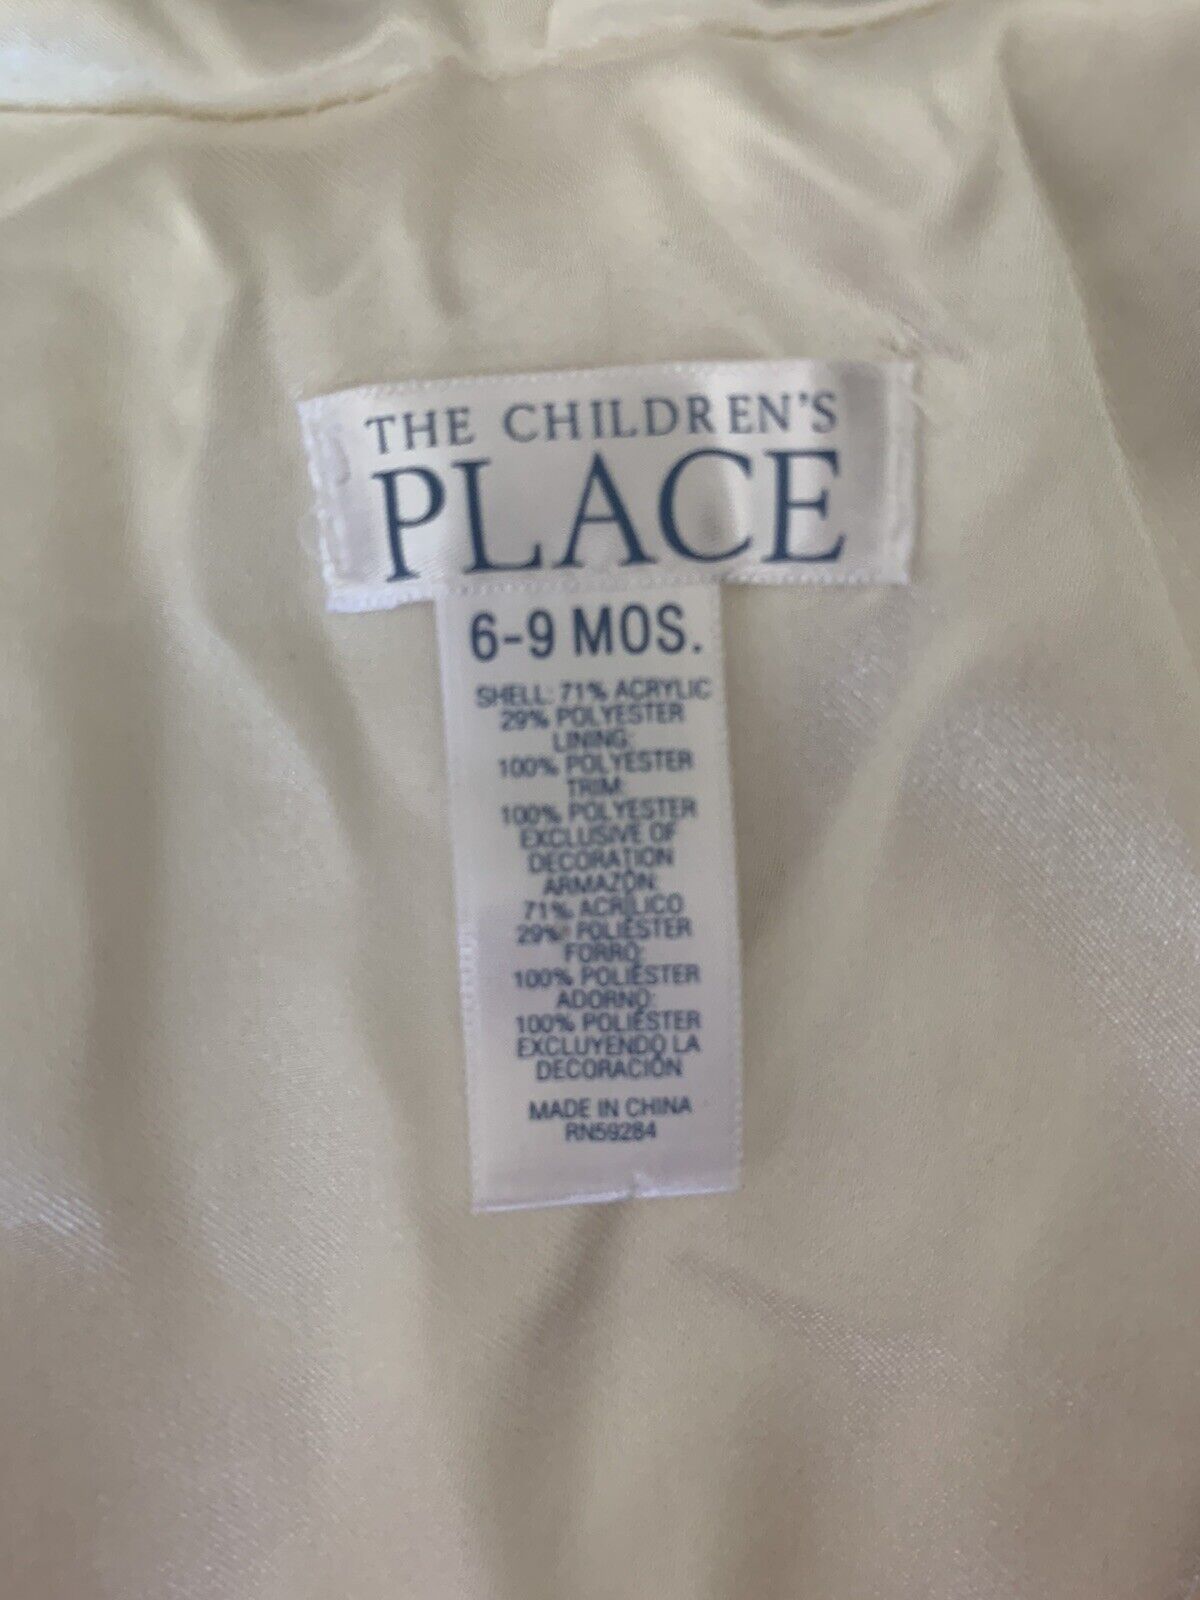 THE CHILDREN'S
PLACE
6-9 MOS.
SHELL: 71% ACRYLIC
29% POLYESTER
LINING:
100% POLYESTER
TRIM:
100% POLYESTER
EXCLUSIVE OF
DECORATION
ARMAZÓN:
71% ACRÍLICO
29% POLIÉSTER
FORRO:
100% POLIÉSTER
ADORNO:
100% POLIÉSTER
EXCLUYENDO LA
DECORACIÓN
MADE IN CHINA
RN59284